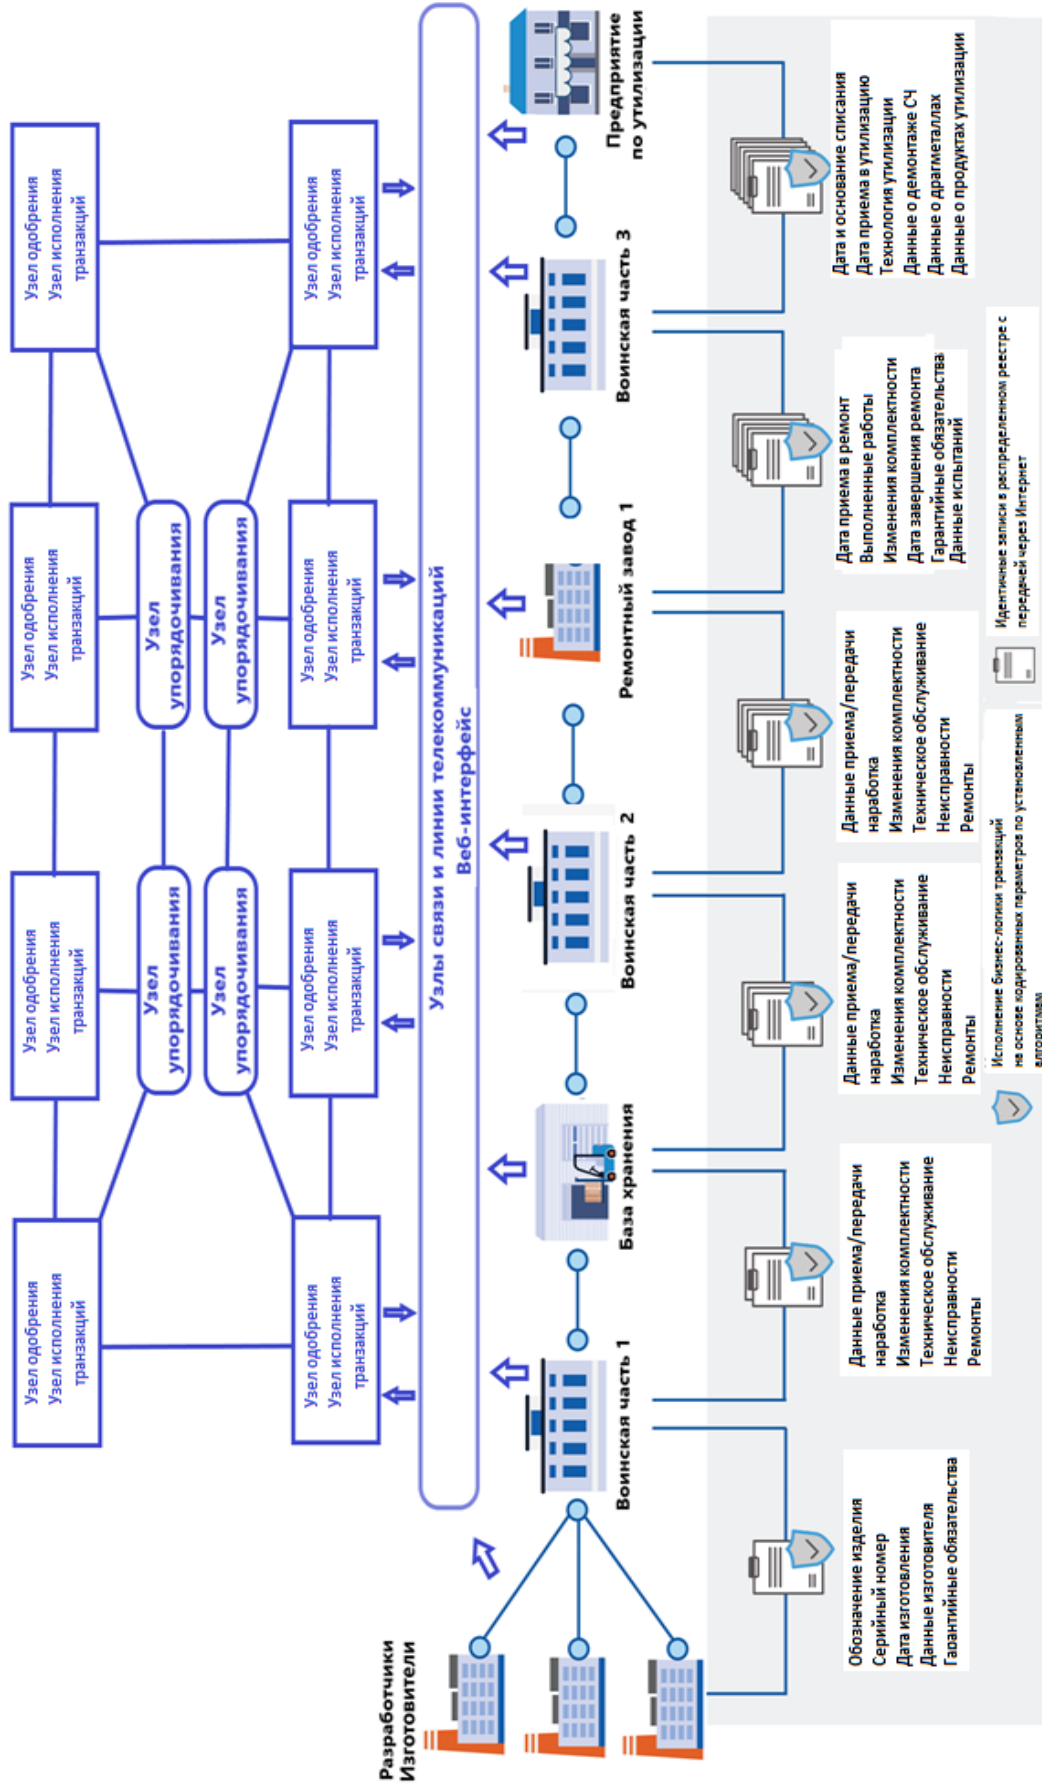 Узел одобрения
Узел исполнения
транзакций
Узел одобрения
Узел исполнения
транзакций
Узел одобрения
Узел исполнения
транзакций
Узел одобрения
Узел исполнения
транзакций
Узел
упорядочивания
Узел
упорядочивания
Узел
упорядочивания
Узел
упорядочивания
Узел одобрения
Узел исполнения
транзакций
Узел одобрения
Узел исполнения
транзакций
Узел одобрения
Узел исполнения
транзакций
Узел одобрения
Узел исполнения
транзакций
Узлы связи и линии телекоммуникаций
Веб-интерфейс
Разработчики
Изготовители
Воинская часть 1
База хранения
Воинская часть 2
Ремонтный завод 1
Воинская часть 3
Предприятие
по утилизации
Обозначение изделия
Серийный номер
Дата изготовления
Данные изготовителя
Гарантийные обязательства
Данные приема/передачи
наработка
Изменения комплектности
Техническое обслуживание
Неисправности
Ремонты
Данные приема/передачи
наработка
Изменения комплектности
Техническое обслуживание
Неисправности
Ремонты
Данные приема/передачи
наработка
Изменения комплектности
Техническое обслуживание
Неисправности
Ремонты
Дата приема в ремонт
Выполненные работы
Изменения комплектности
Дата завершения ремонта
Гарантийные обязательства
Данные испытаний
Дата и основание списания
Дата приема в утилизацию
Технология утилизации
Данные о демонтаже СЧ
Данные о драгметаллах
Данные о продуктах утилизации
Исполнение бизнес-логики транзакций
на основе кодированных параметров по установленным
алгоритмам
Идентичные записи в распределенном реестре с
передачей через Интернет